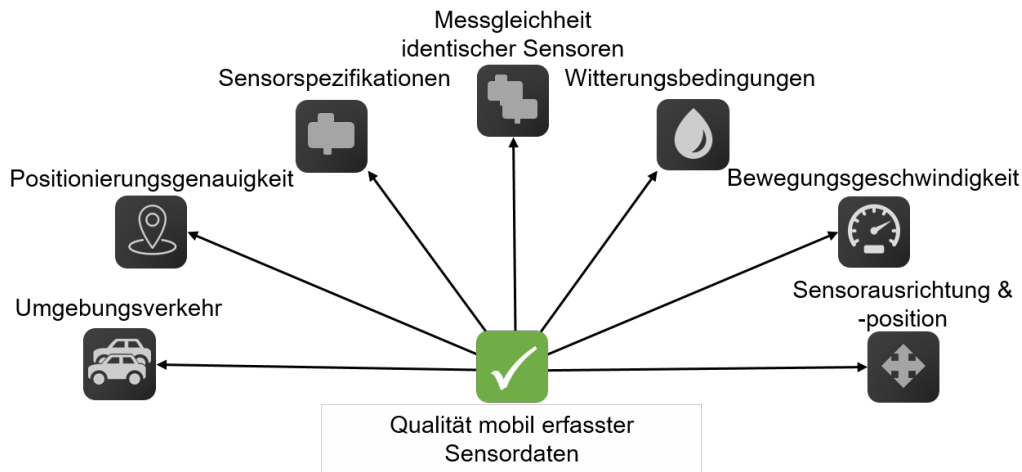 Messgleichheit
identischer Sensoren
Sensorspezifikationen
Witterungsbedingungen
Positionierungsgenauigkeit
Bewegungsgeschwindigkeit
Umgebungsverkehr
Sensorausrichtung &
-position
Qualität mobil erfasster
Sensordaten